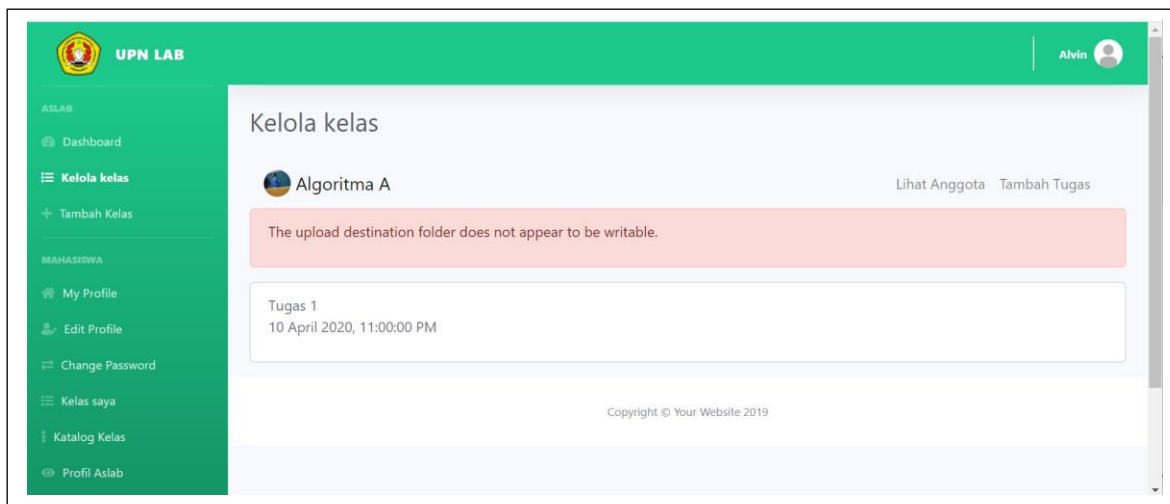 UPN LAB
Alvin
ASLAB
Dashboard
Kelola kelas
Tambah Kelas
MAHASISWA
My Profile
Edit Profile
Change Password
Kelas saya
Katalog Kelas
Profil Aslab
Kelola kelas
Algoritma A
Lihat Anggota Tambah Tugas
The upload destination folder does not appear to be writable.
Tugas 1
10 April 2020, 11:00:00 PM
Copyright © Your Website 2019